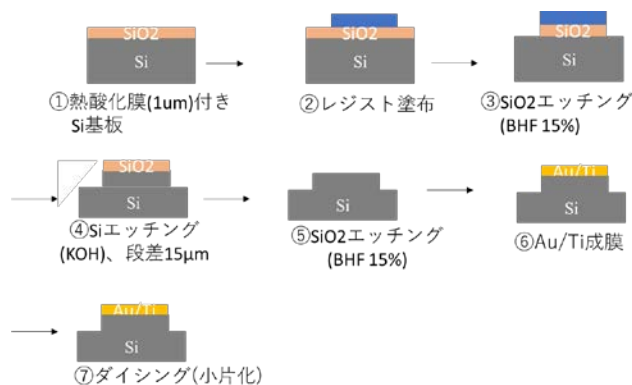 SiO2
Si
①熱酸化膜(1um)付き
Si基板
SiO2
Si
②レジスト塗布
SiO2
Si
③SiO2エッチング
(BHF 15%)
SiO2
Si
④Siエッチング
(KOH)、段差15μm
Si
⑤SiO2エッチング
(BHF 15%)
Au/Ti
Si
⑥Au/Ti成膜
Au/Ti
Si
⑦ダイシング(小片化)